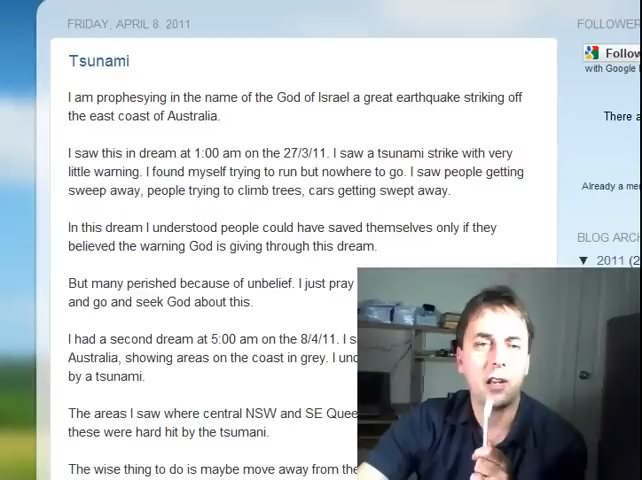 FRIDAY, APRIL 8, 2011
FOLLOWER
Tsunami
Follow
with Google
I am prophesying in the name of the God of Israel a great earthquake striking off
the east coast of Australia.
There a
I saw this in dream at 1:00 am on the 27/3/11. I saw a tsunami strike with very
little warning. I found myself trying to run but nowhere to go. I saw people getting
sweep away, people trying to climb trees, cars getting swept away.
Already a me
In this dream I understood people could have saved themselves only if they
believed the warning God is giving through this dream.
BLOG ARC
▼ 2011 (2
But many perished because of unbelief. I just pray
and go and seek God about this.
I had a second dream at 5:00 am on the 8/4/11. I s
Australia, showing areas on the coast in grey. I und
by a tsunami.
The areas I saw where central NSW and SE Quee
these were hard hit by the tsumani.
The wise thing to do is maybe move away from the